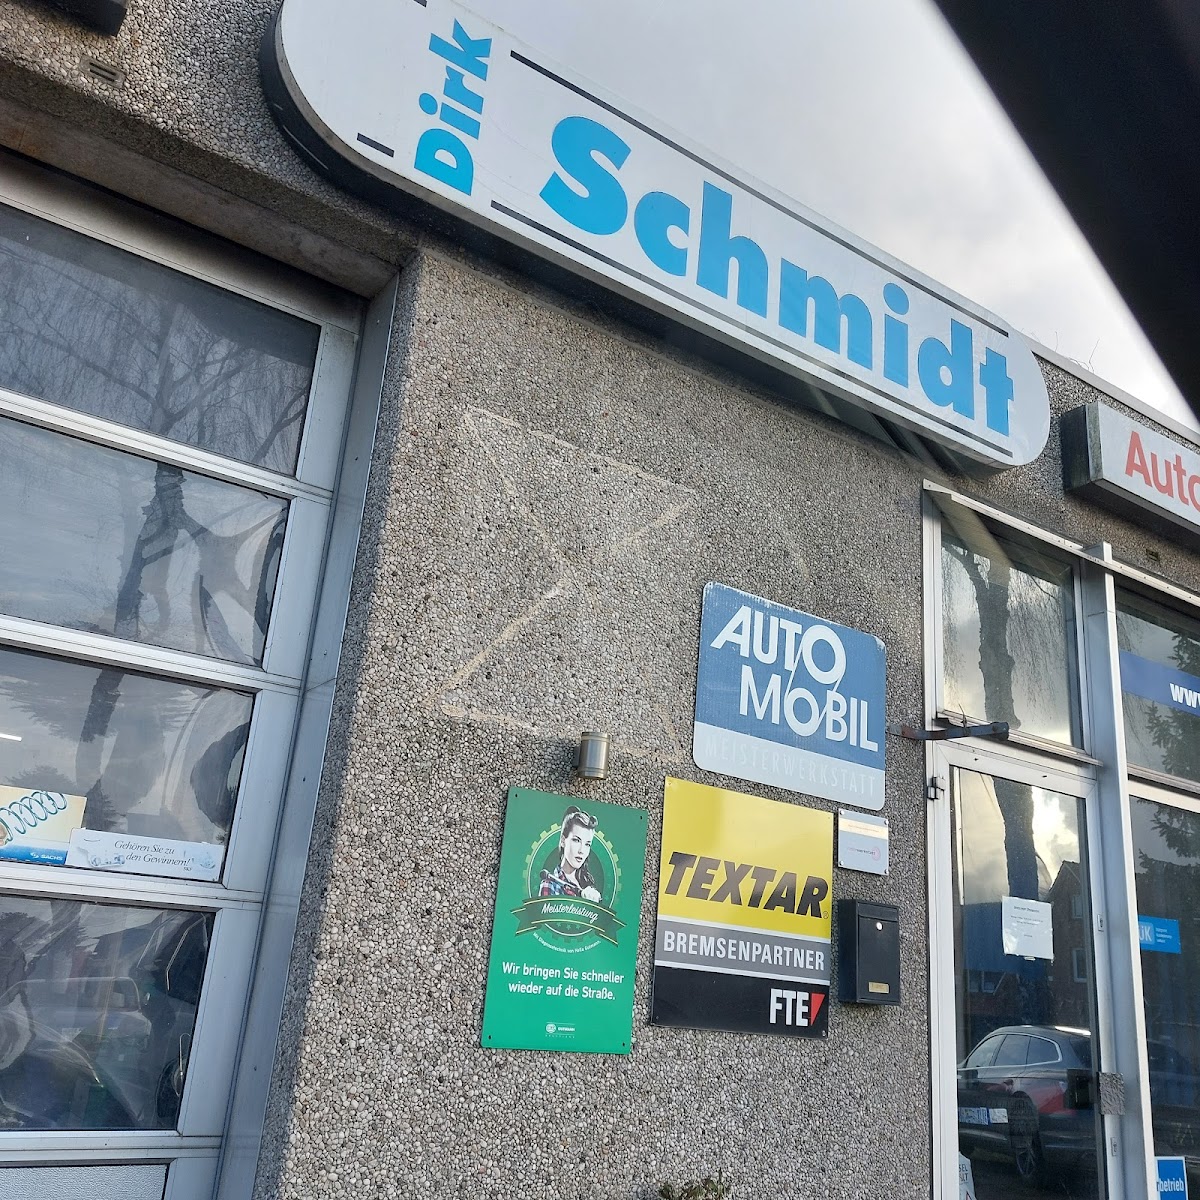 Dirk
Schmidt
Auto
AUTO
MOBIL
MEISTERWERKSTATT
www.
Gehören Sie zu
den Gewinnern!
SACHS
Meisterleistung
Wir bringen Sie schneller
wieder auf die Straße.
TEXTAR
BREMSENPARTNER
FTE